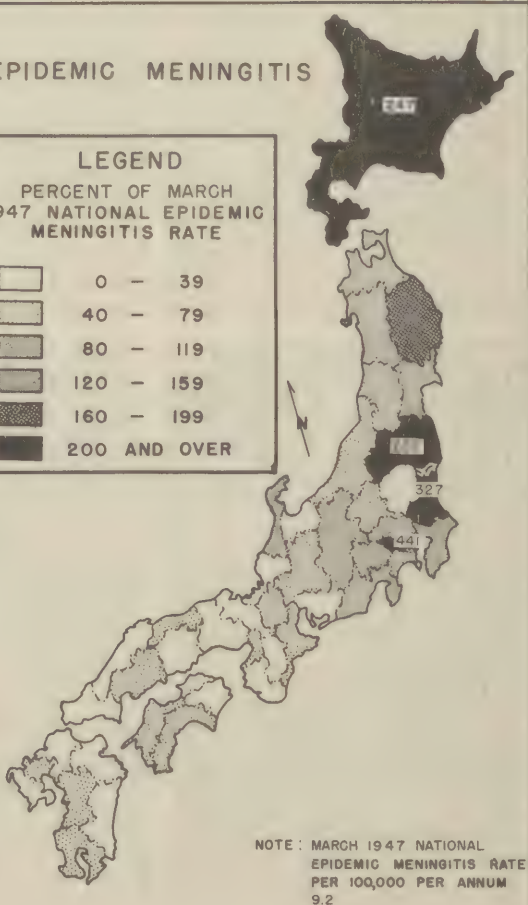 EPIDEMIC MENINGITIS
LEGEND
PERCENT OF MARCH
1947 NATIONAL EPIDEMIC
MENINGITIS RATE
0 - 39
40 - 79
80 - 119
120 - 159
160 - 199
200 AND OVER
N
327
441
NOTE: MARCH 1947 NATIONAL
EPIDEMIC MENINGITIS RATE
PER 100,000 PER ANNUM
9.2